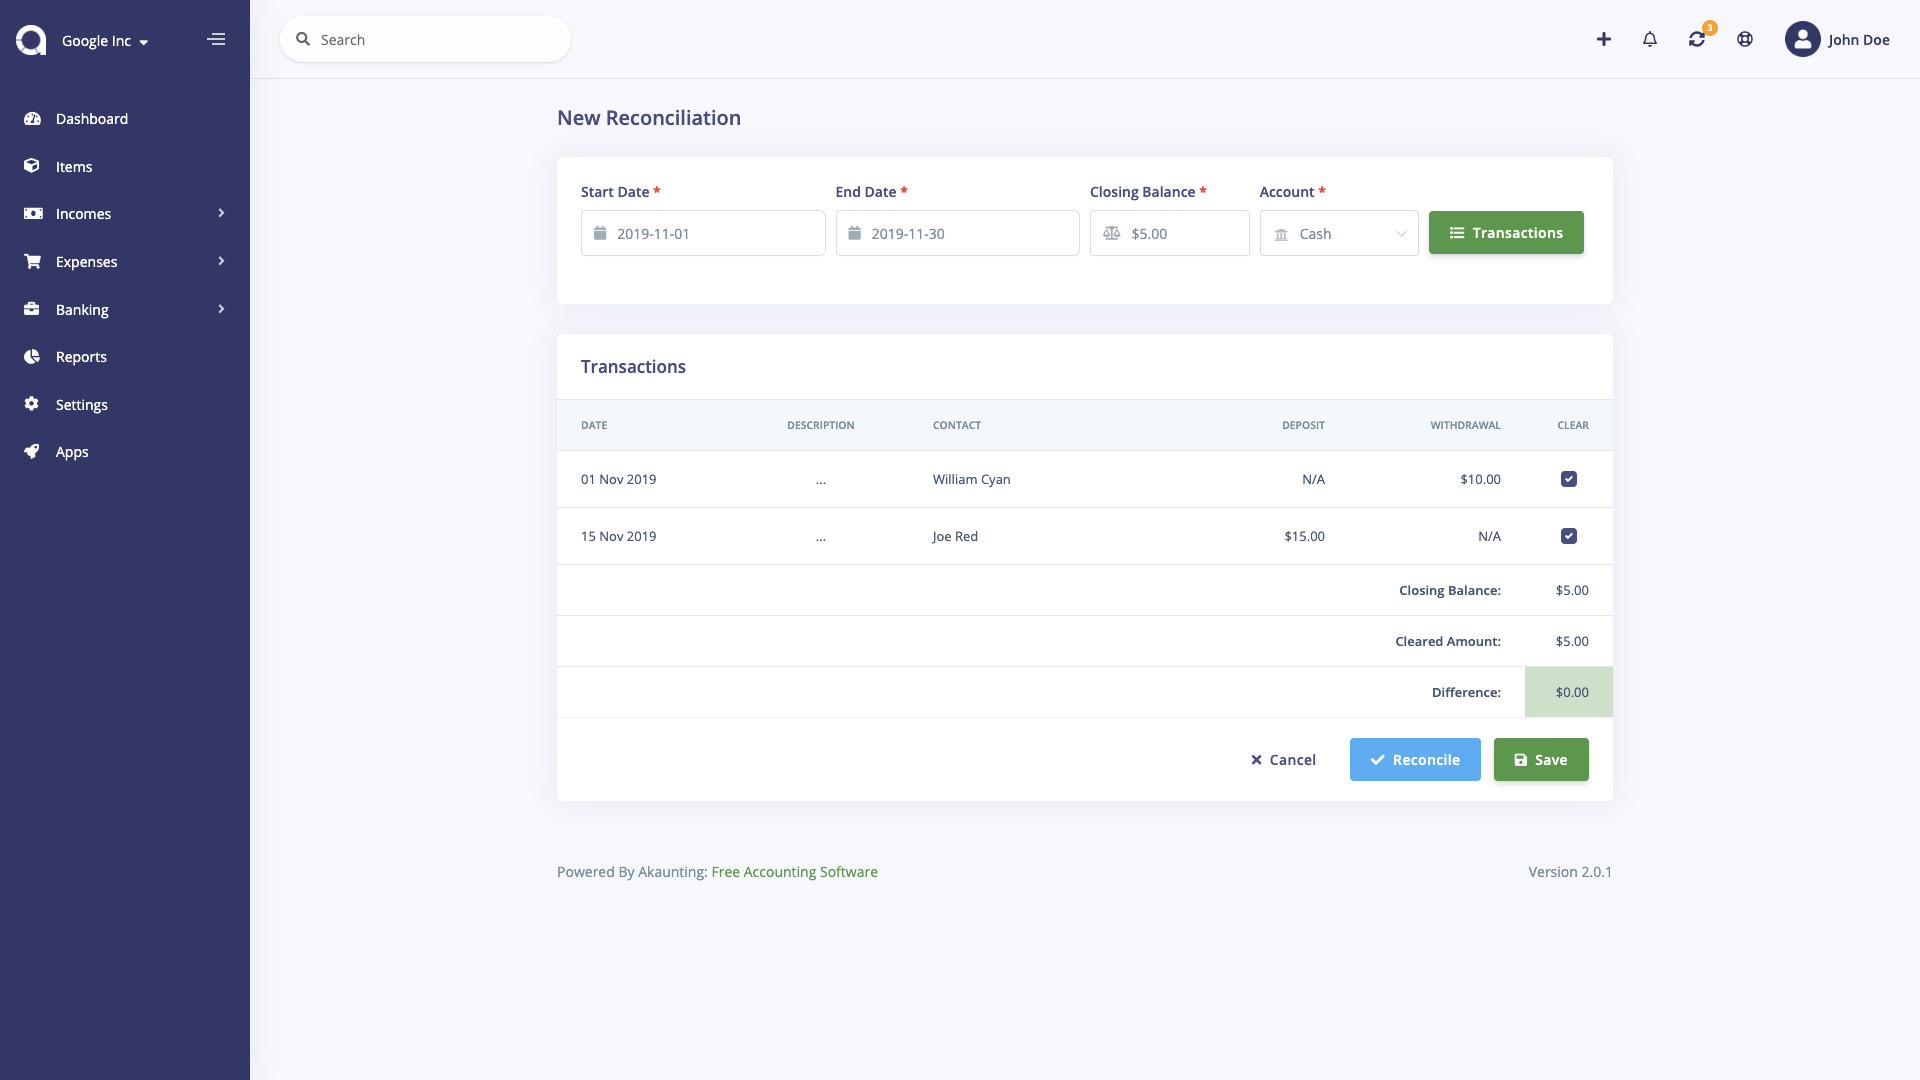 Google Inc
Search
3
John Doe
Dashboard
Items
Incomes
Expenses
Banking
Reports
Settings
Apps
New Reconciliation
Start Date * End Date * Closing Balance * Account *
2019-11-01 2019-11-30 $5.00 Cash Transactions
Transactions
DATE DESCRIPTION CONTACT DEPOSIT WITHDRAWAL CLEAR
01 Nov 2019 ... William Cyan N/A $10.00
15 Nov 2019 ... Joe Red $15.00 N/A
Closing Balance: $5.00
Cleared Amount: $5.00
Difference: $0.00
Cancel Reconcile Save
Powered By Akaunting: Free Accounting Software Version 2.0.1